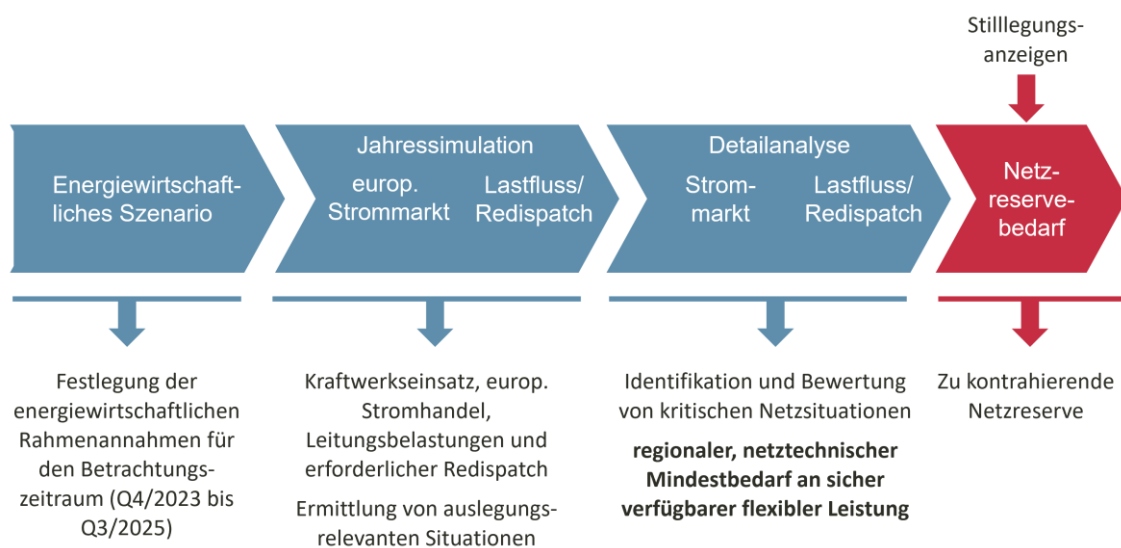 Stilllegungs-
anzeigen
Energiewirtschaft-
liches Szenario
Jahressimulation
europ.
Strommarkt
Lastfluss/
Redispatch
Detailanalyse
Strom-
markt
Lastfluss/
Redispatch
Netz-
reserve-
bedarf
Festlegung der
energiewirtschaftlichen
Rahmenannahmen für
den Betrachtungs-
zeitraum (Q4/2023 bis
Q3/2025)
Kraftwerkseinsatz, europ.
Stromhandel,
Leitungsbelastungen und
erforderlicher Redispatch
Ermittlung von auslegungs-
relevanten Situationen
Identifikation und Bewertung
von kritischen Netzsituationen
regionaler, netztechnischer
Mindestbedarf an sicher
verfügbarer flexibler Leistung
Zu kontrahierende
Netzreserve